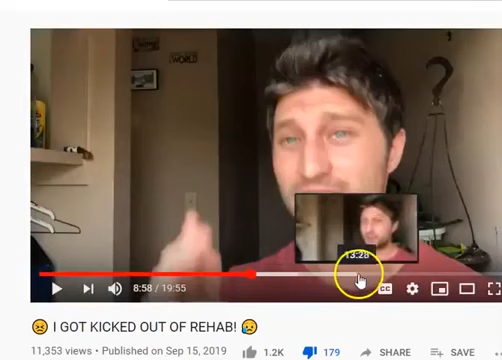 WORLD
13:28
8:58 / 19:55
CC
😣 I GOT KICKED OUT OF REHAB! 😥
11,353 views • Published on Sep 15, 2019 1.2K 179 SHARE SAVE